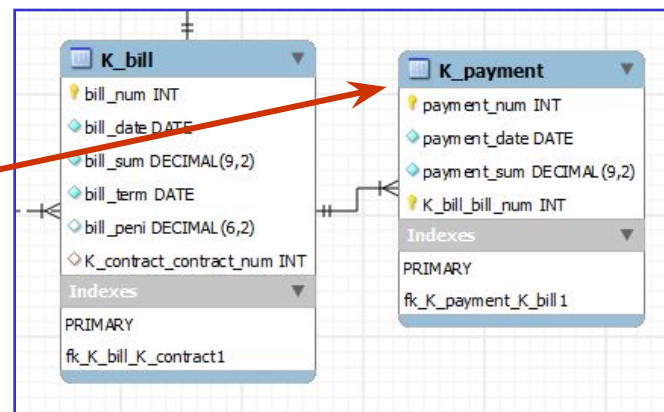 K_bill
bill_num INT
bill_date DATE
bill_sum DECIMAL(9,2)
bill_term DATE
bill_peni DECIMAL(6,2)
K_contract_contract_num INT
Indexes
PRIMARY
fk_K_bill_K_contract1
K_payment
payment_num INT
payment_date DATE
payment_sum DECIMAL(9,2)
K_bill_bill_num INT
Indexes
PRIMARY
fk_K_payment_K_bill1